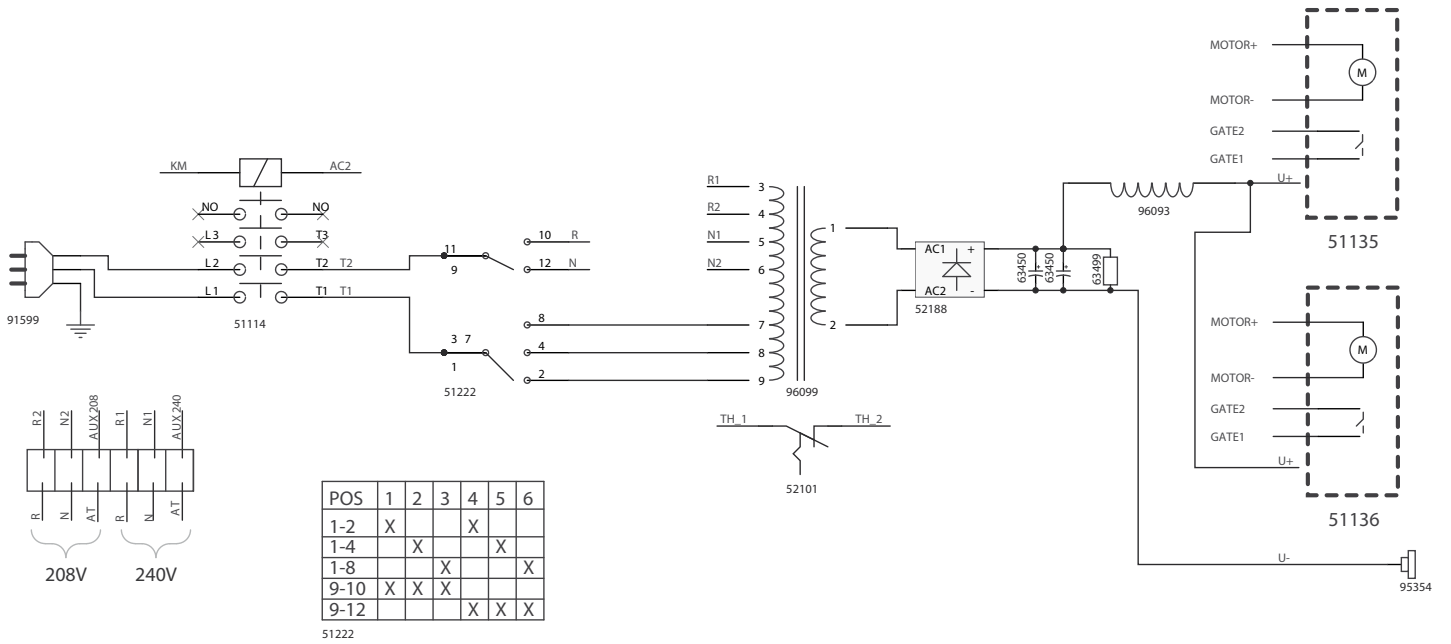 MOTOR+
M
MOTOR-
GATE2
GATE1
U+
51135
KM AC2
NO NO
L3 T3
L2 T2 T2
L1 T1 T1
91599
51114
11
9
10 R
12 N
8
3 7
4
1
2
51222
R1 3
R2 4
N1 5
N2 6
7
8
9
1
2
96099
AC1 +
AC2 -
52188
63450
63450
63499
96093
MOTOR+
M
MOTOR-
GATE2
GATE1
U+
51136
U-
95354
TH_1 TH_2
52101
R2 N2 AUX208 R1 N1 AUX240
R N AT R N AT
208V 240V
POS 1 2 3 4 5 6
1-2 X X
1-4 X X
1-8 X X
9-10 X X X
9-12 X X X
51222